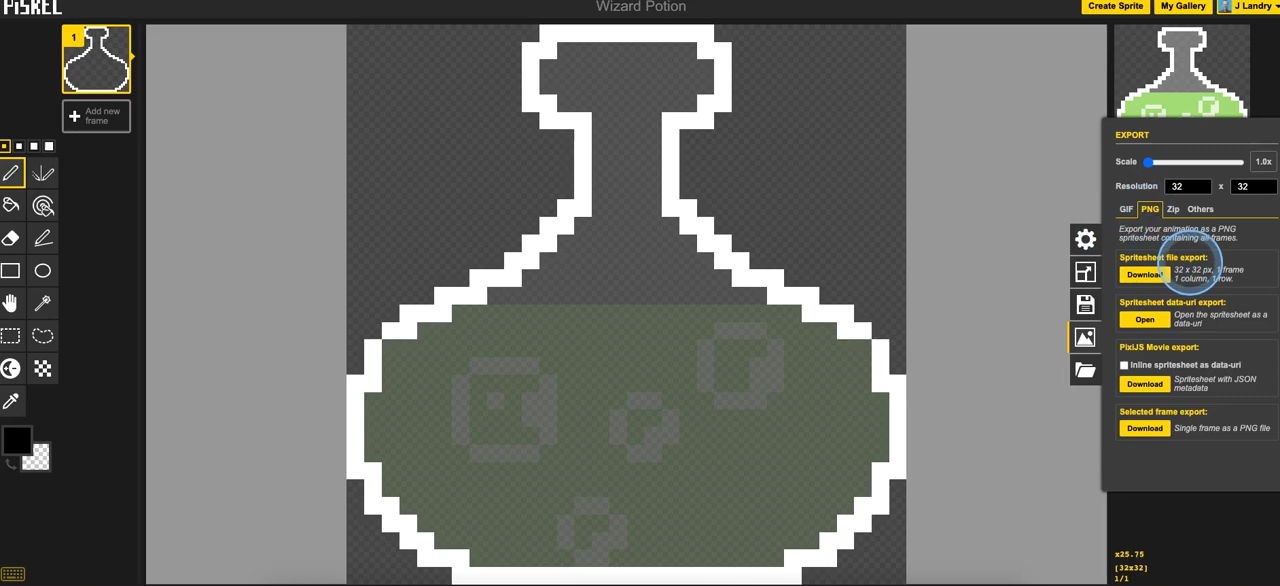 PiSKEL
Wizard Potion
Create Sprite
My Gallery
J Landry
1
Add new
frame
EXPORT
Scale
1.0x
Resolution
32
x
32
GIF
PNG
Zip
Others
Export your animation as a PNG
spritesheet containing all frames.
Spritesheet file export:
Download
32 x 32 px, 1 frame
1 column, 1 row.
Spritesheet data-uri export:
Open
Open the spritesheet as a
data-uri
PixiJS Movie export:
Inline spritesheet as data-uri
Download
Spritesheet with JSON
metadata
Selected frame export:
Download
Single frame as a PNG file
x25.75
[32x32]
1/1